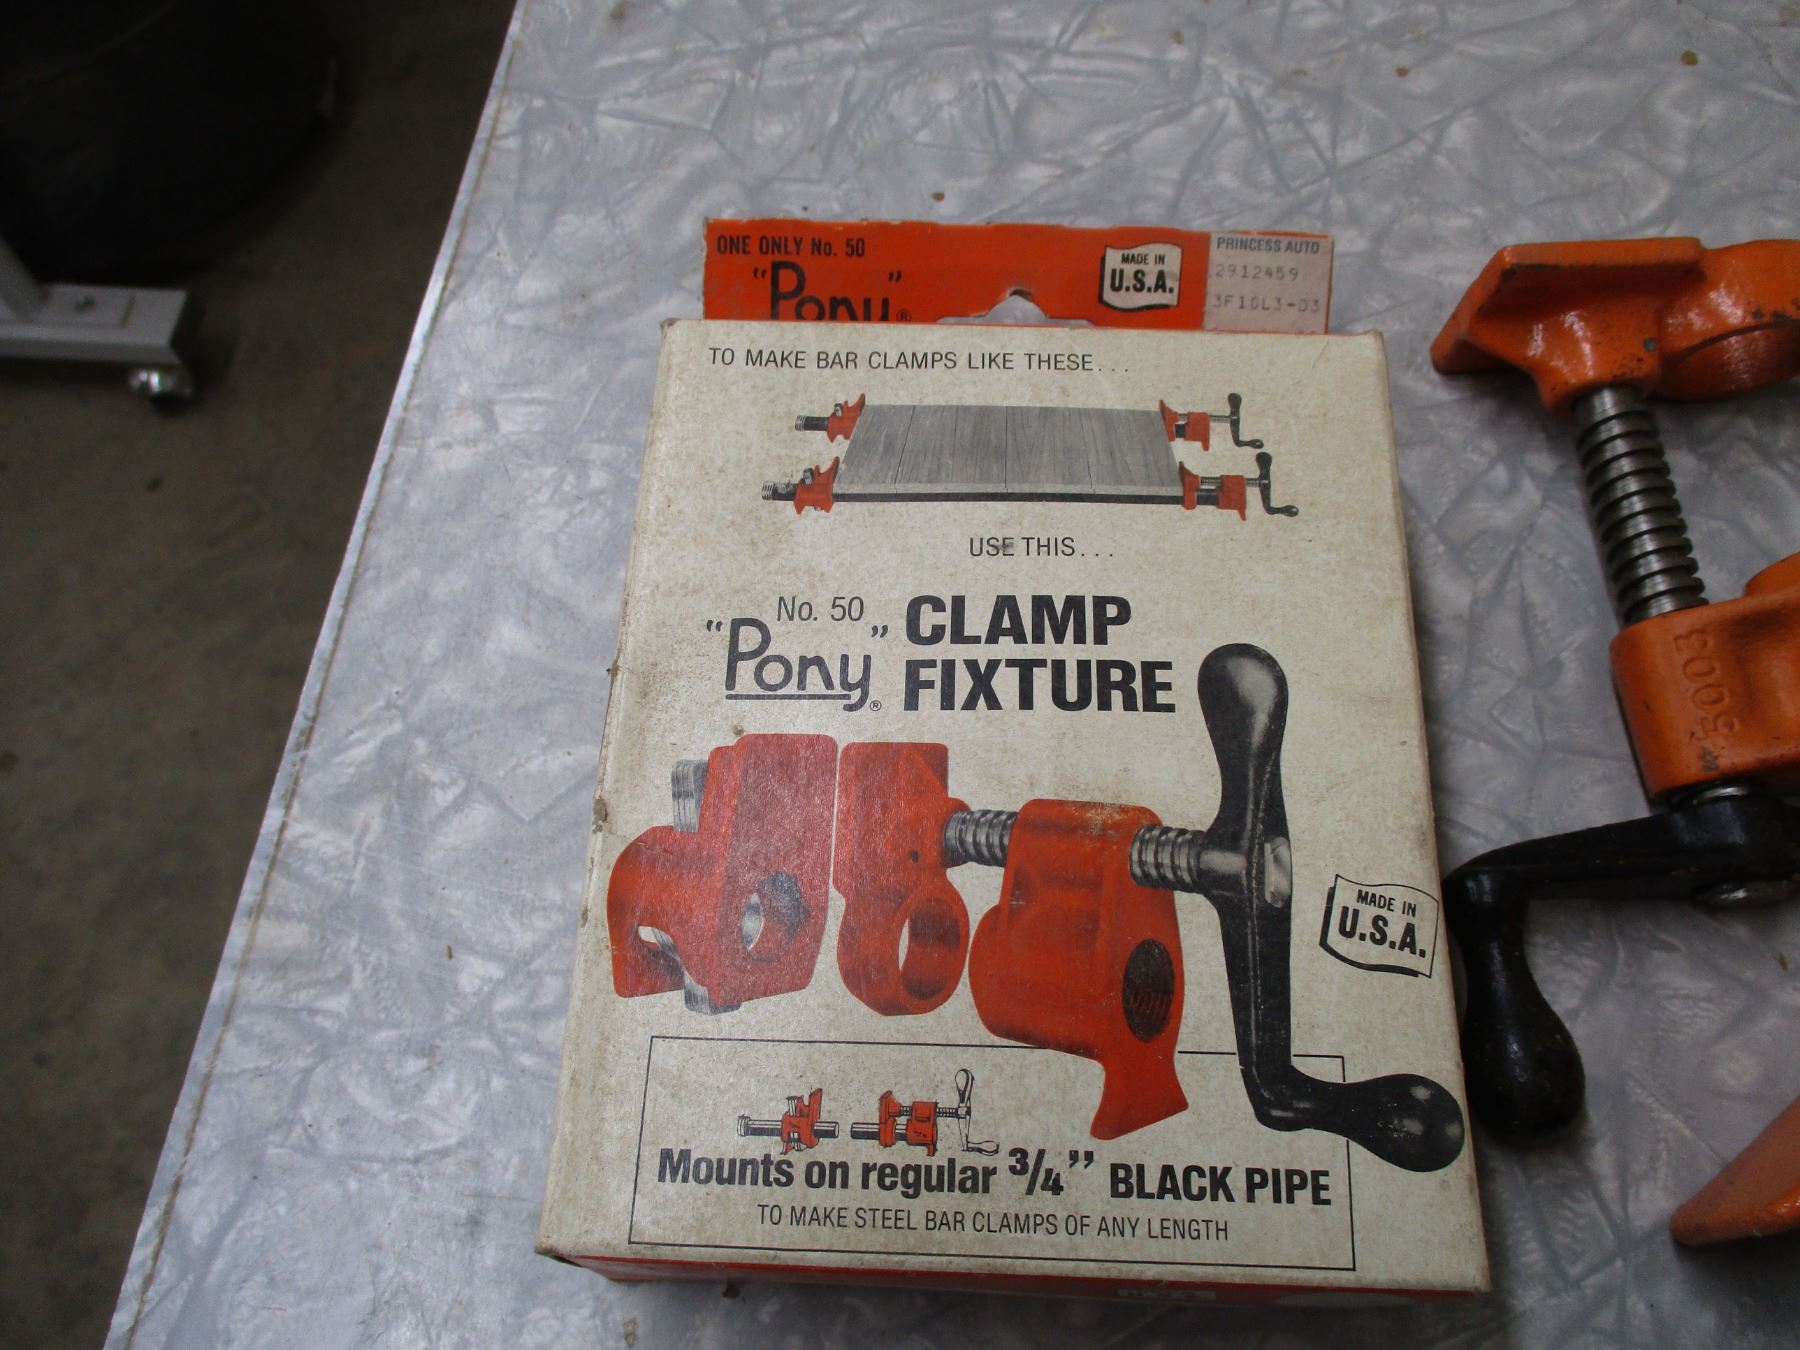 ONE ONLY No. 50
"Pony"®
MADE IN
U.S.A.
PRINCESS AUTO
2912459
3F10L3-03
TO MAKE BAR CLAMPS LIKE THESE...
USE THIS...
No. 50
"Pony"® CLAMP
FIXTURE
MADE IN
U.S.A.
Mounts on regular 3/4" BLACK PIPE
TO MAKE STEEL BAR CLAMPS OF ANY LENGTH
5003